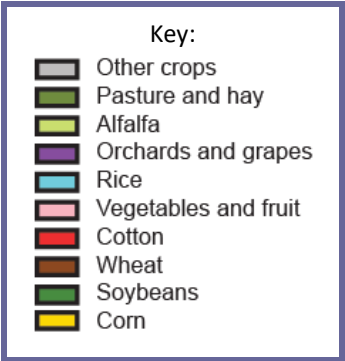 Key:
Other crops
Pasture and hay
Alfalfa
Orchards and grapes
Rice
Vegetables and fruit
Cotton
Wheat
Soybeans
Corn